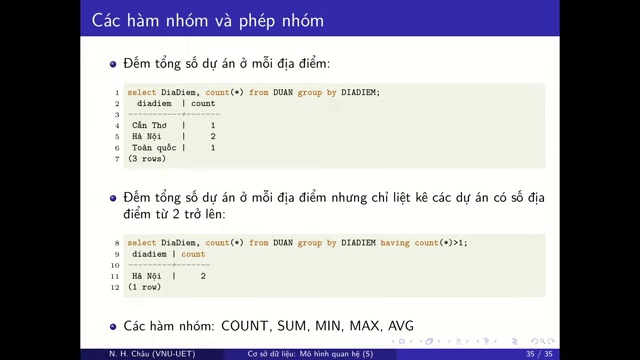 Các hàm nhóm và phép nhóm
Đếm tổng số dự án ở mỗi địa điểm:
1 select DiaDiem, count(*) from DUAN group by DIADIEM;
2 diadiem | count
3 -----------+-------
4 Cần Thơ | 1
5 Hà Nội | 2
6 Toàn quốc | 1
7 (3 rows)
Đếm tổng số dự án ở mỗi địa điểm nhưng chỉ liệt kê các dự án có số địa
điểm từ 2 trở lên:
8 select DiaDiem, count(*) from DUAN group by DIADIEM having count(*)>1;
9 diadiem | count
10 ---------+-------
11 Hà Nội | 2
12 (1 row)
Các hàm nhóm: COUNT, SUM, MIN, MAX, AVG
N. H. Châu (VNU-UET) Cơ sở dữ liệu: Mô hình quan hệ (5) 35 / 35